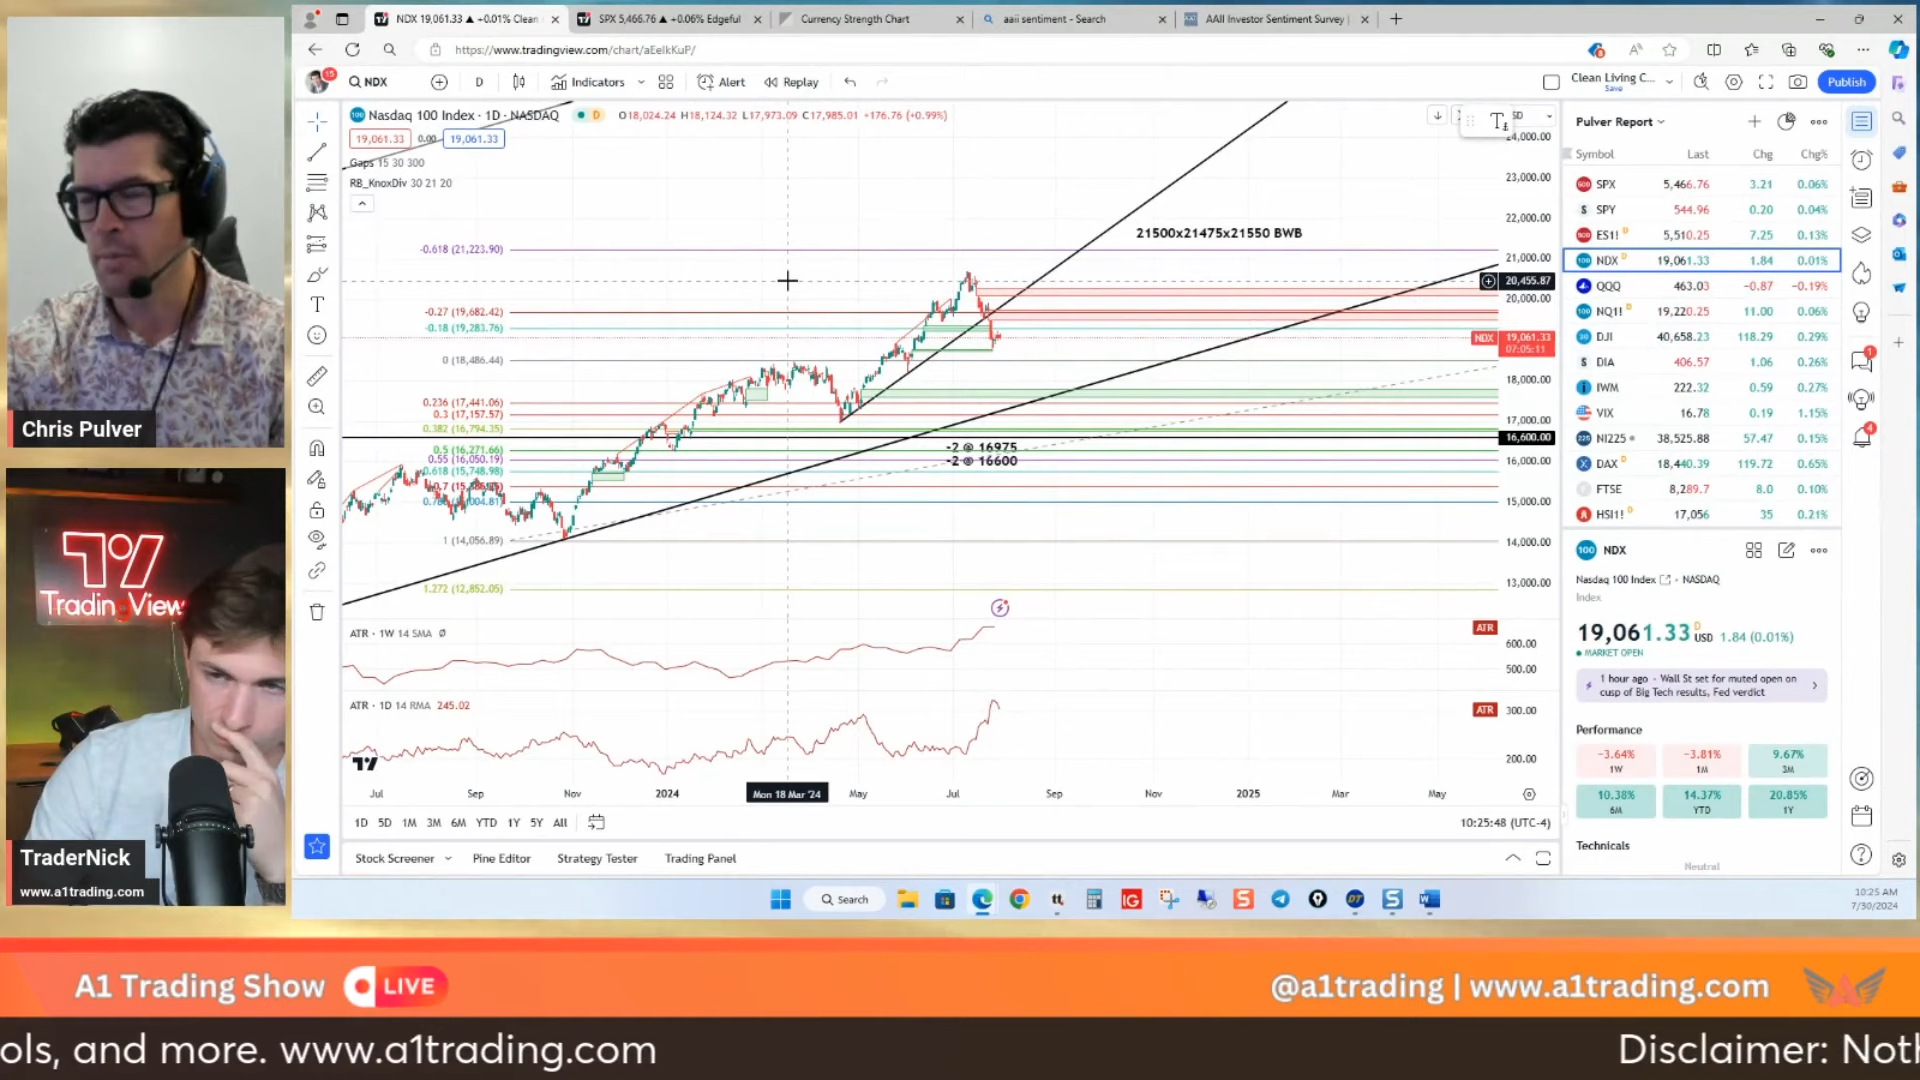 NDX 19,061.33 ▲ +0.01% Clean
SPX 5,466.76 ▲ +0.06% Edgeful
Currency Strength Chart
aaii sentiment - Search
AAII Investor Sentiment Survey
https://www.tradingview.com/chart/aEelkKuP/
15
NDX
D
Indicators
Alert
Replay
Clean Living C...
Save
Publish
Nasdaq 100 Index · 1D · NASDAQ
D
O18,024.24 H18,124.32 L17,973.09 C17,985.01 +176.76 (+0.99%)
19,061.33
0.00
19,061.33
Gaps 15 30 300
RB_KnoxDiv 30 21 20
21500x21475x21550 BWB
-0.618 (21,223.90)
-0.27 (19,682.42)
-0.18 (19,283.76)
0 (18,486.44)
0.236 (17,441.06)
0.3 (17,157.57)
0.382 (16,794.35)
0.5 (16,271.66)
0.55 (16,050.19)
0.618 (15,748.98)
1 (14,056.89)
1.272 (12,852.05)
-2 @ 16975
-2 @ 16600
24,000.00
23,000.00
22,000.00
21,000.00
20,455.87
20,000.00
NDX
19,061.33
07:05:11
18,000.00
17,000.00
16,600.00
16,000.00
15,000.00
14,000.00
13,000.00
ATR · 1W 14 SMA
ATR
600.00
500.00
ATR · 1D 14 RMA 245.02
ATR
300.00
200.00
Jul
Sep
Nov
2024
Mon 18 Mar '24
May
Jul
Sep
Nov
2025
Mar
May
1D 5D 1M 3M 6M YTD 1Y 5Y All
10:25:48 (UTC-4)
Stock Screener
Pine Editor
Strategy Tester
Trading Panel
Pulver Report
Symbol Last Chg Chg%
SPX 5,466.76 3.21 0.06%
SPY 544.96 0.20 0.04%
ES1! D 5,510.25 7.25 0.13%
NDX D 19,061.33 1.84 0.01%
QQQ 463.03 -0.87 -0.19%
NQ1! D 19,220.25 11.00 0.06%
DJI 40,658.23 118.29 0.29%
DIA 406.57 1.06 0.26%
IWM 222.32 0.59 0.27%
VIX 16.78 0.19 1.15%
NI225 38,525.88 57.47 0.15%
DAX D 18,440.39 119.72 0.65%
FTSE 8,289.7 8.0 0.10%
HSI1! D 17,056 35 0.21%
100 NDX
Nasdaq 100 Index · NASDAQ
Index
19,061.33 D USD 1.84 (0.01%)
MARKET OPEN
1 hour ago · Wall St set for muted open on
cusp of Big Tech results, Fed verdict
Performance
-3.64%
1W
-3.81%
1M
9.67%
3M
10.38%
6M
14.37%
YTD
20.85%
1Y
Technicals
Neutral
1
4
Search
10:25 AM
7/30/2024
Chris Pulver
Trading View
TraderNick
www.a1trading.com
A1 Trading Show
LIVE
@a1trading | www.a1trading.com
ols, and more. www.a1trading.com
Disclaimer: Noth